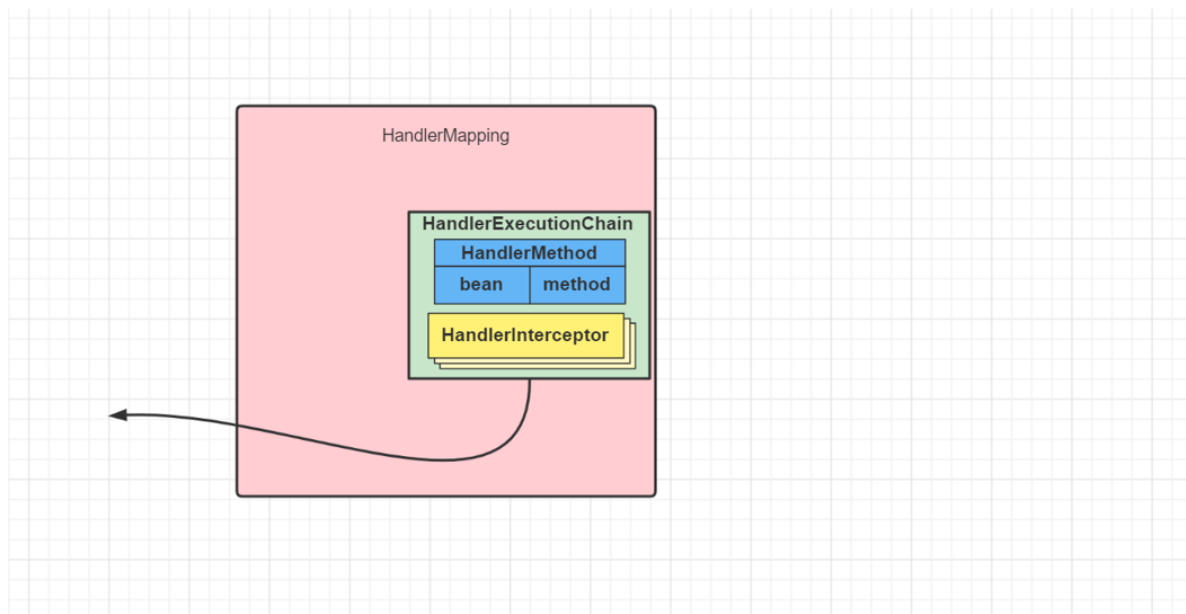 HandlerMapping
HandlerExecutionChain
HandlerMethod
bean method
HandlerInterceptor